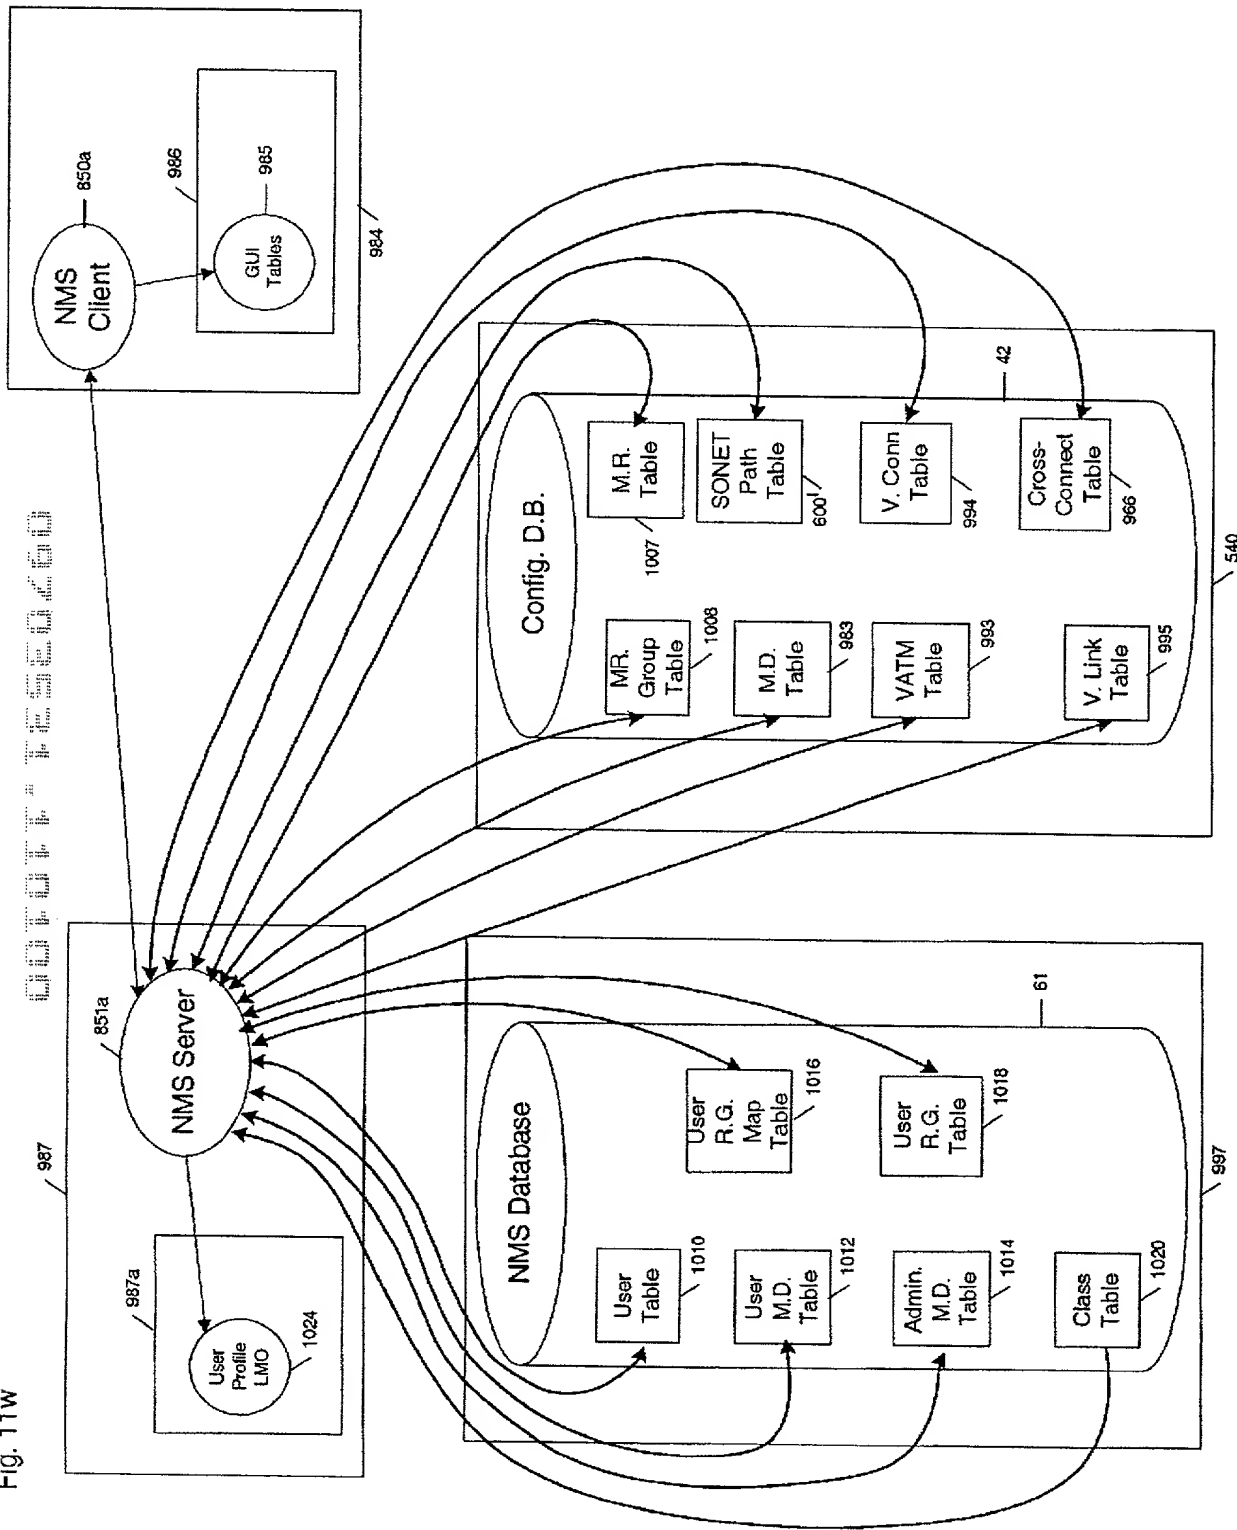 Fig. 11w
987
851a
NMS Server
987a
User
Profile
LMO
1024
NMS
Client
850a
986
GUI
Tables
985
984
NMS Database
61
User
Table
1010
User
M.D.
Table
1012
Admin.
M.D.
Table
1014
Class
Table
1020
User
R.G.
Map
Table
1016
User
R.G.
Table
1018
997
Config. D.B.
42
MR.
Group
Table
1008
M.D.
Table
983
VATM
Table
993
V. Link
Table
995
M.R.
Table
1007
SONET
Path
Table
600'
V. Conn
Table
994
Cross-
Connect
Table
966
540